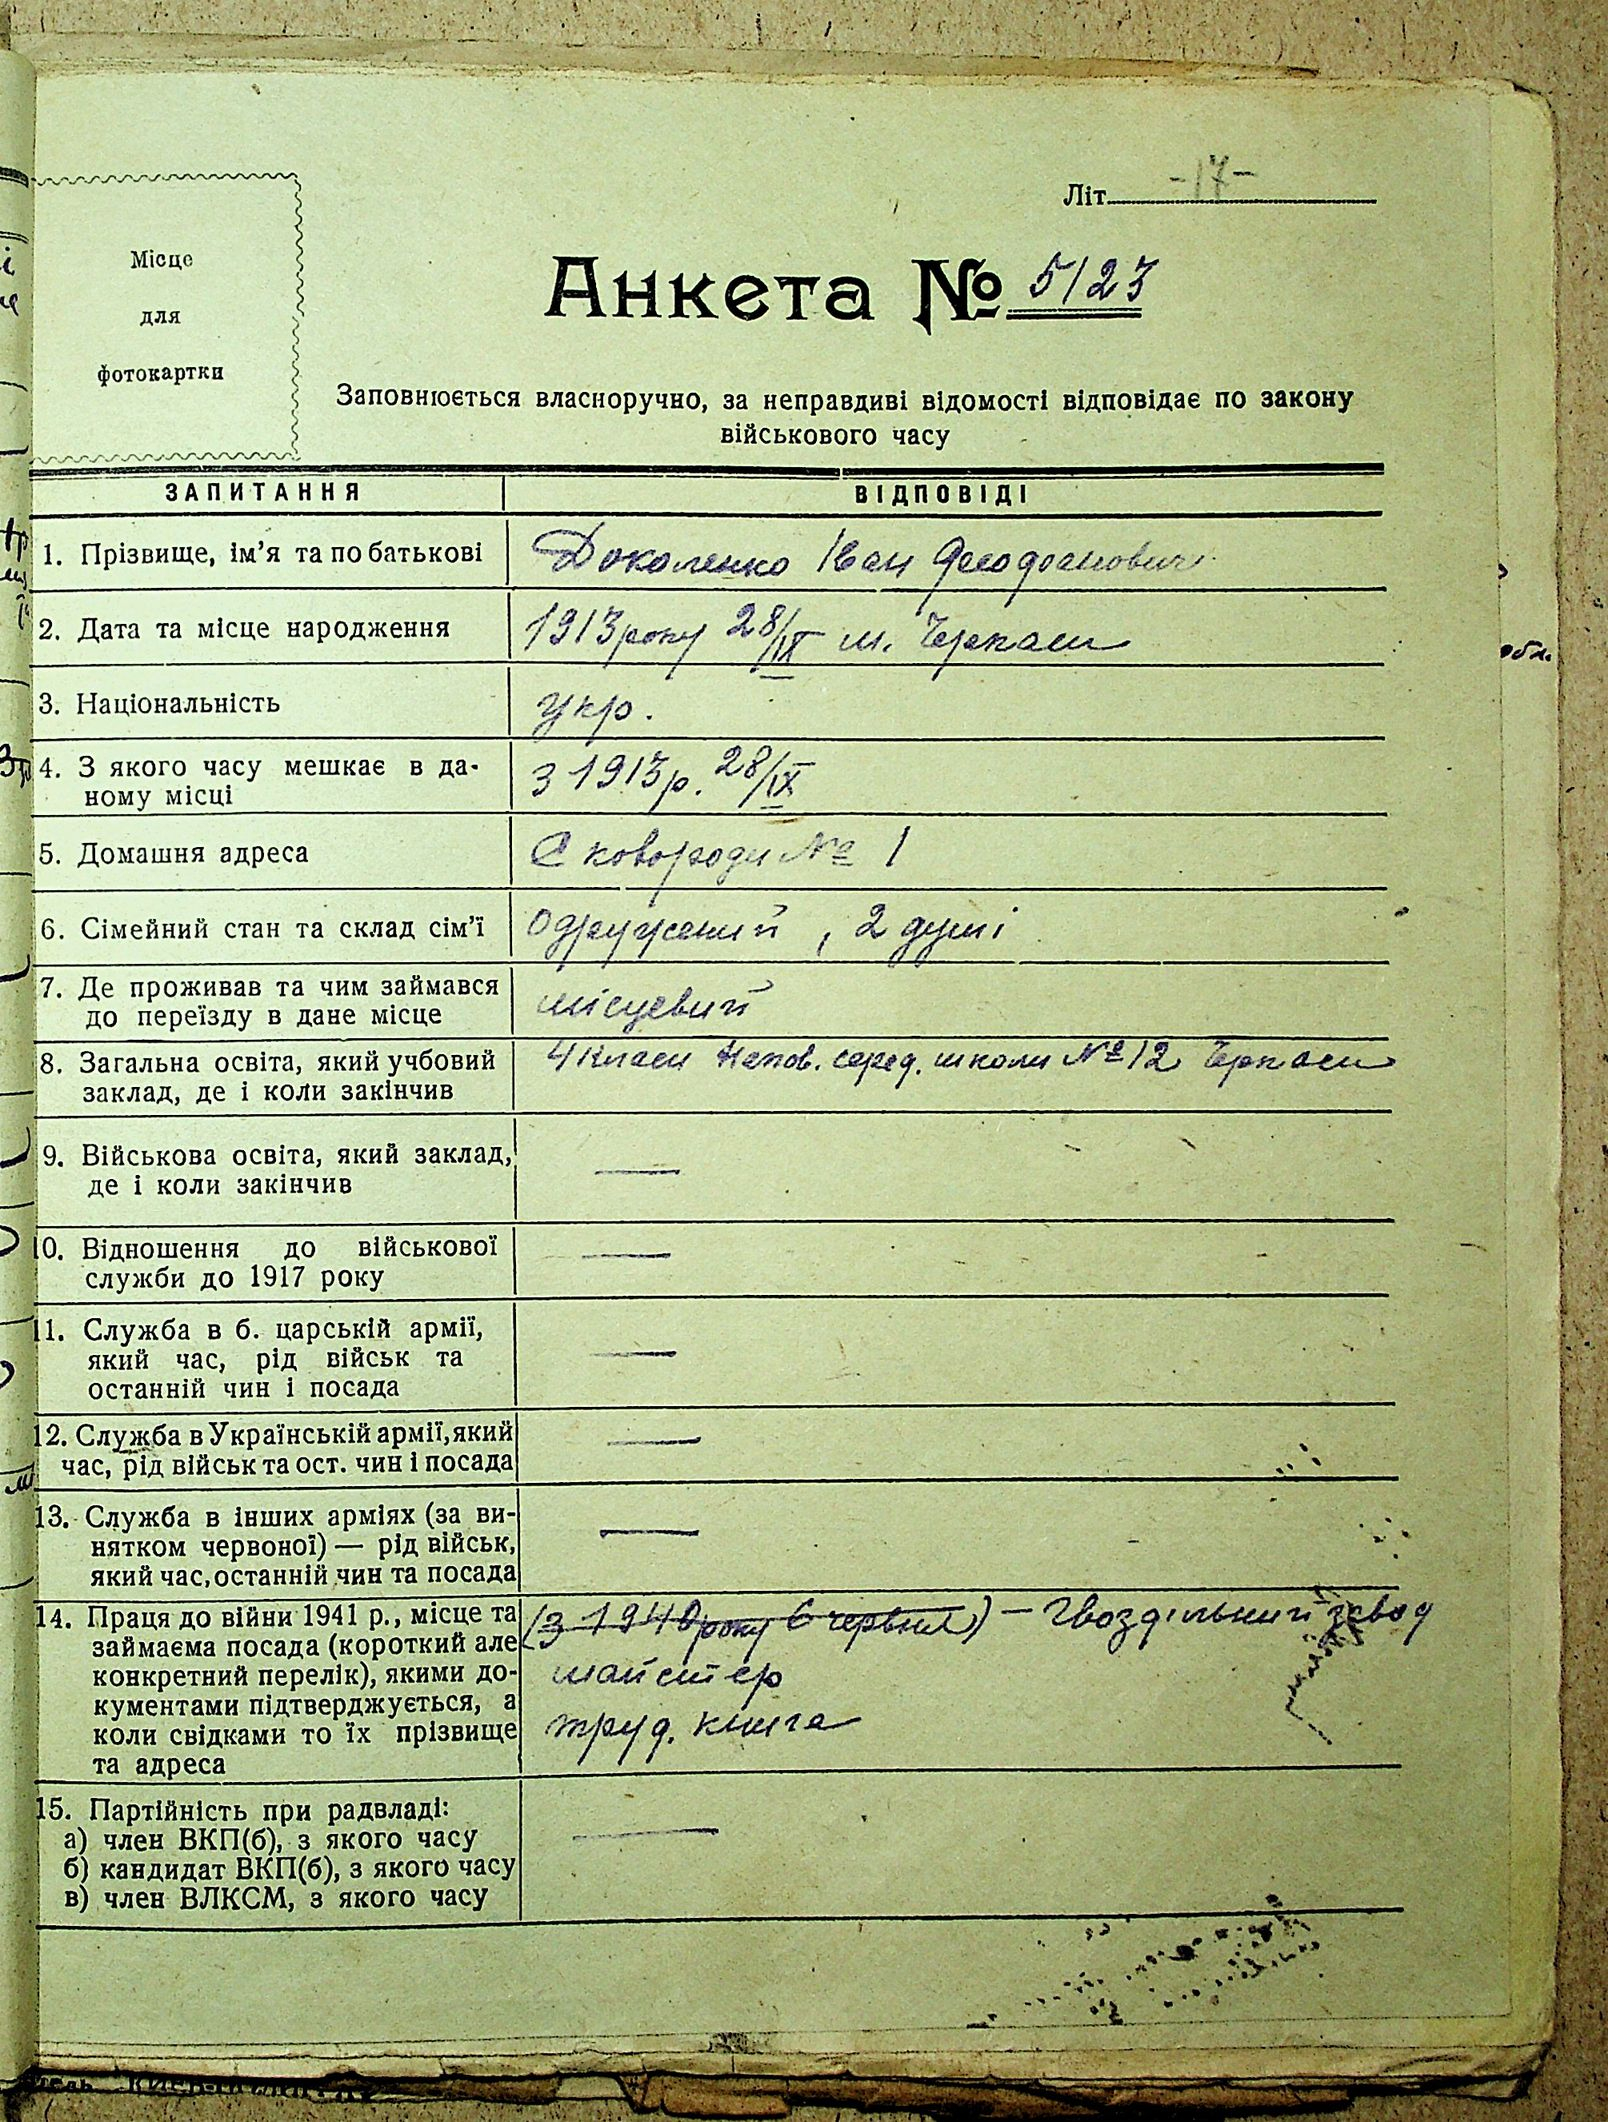 Літ. -17-
Місце
для
фотокартки
Анкета № 5123
Заповнюється власноручно, за неправдиві відомості відповідає по закону
військового часу
ЗАПИТАННЯ ВІДПОВІДІ
1. Прізвище, ім'я та по батькові Доколенко Іван
2. Дата та місце народження 1913 року 28/IX м. Черкаси
3. Національність укр.
4. З якого часу мешкає в да- з 1913 р. 28/IX
ному місці
5. Домашня адреса Сковороди № 1
6. Сімейний стан та склад сім'ї одружений, 2 душі
7. Де проживав та чим займався місцевий
до переїзду в дане місце
8. Загальна освіта, який учбовий 4 класи непов. серед. школи № 12 Черкаси
заклад, де і коли закінчив
9. Військова освіта, який заклад, —
де і коли закінчив
10. Відношення до військової —
служби до 1917 року
11. Служба в б. царській армії,
який час, рід військ та —
останній чин і посада
12. Служба в Українській армії, який —
час, рід військ та ост. чин і посада
13. Служба в інших арміях (за ви- —
нятком червоної) — рід військ,
який час, останній чин та посада
14. Праця до війни 1941 р., місце та (з 1940 року 6 червня) — Гвоздільний завод
займаема посада (короткий але
конкретний перелік), якими до- майстер
кументами підтверджується, а
коли свідками то їх прізвище труд. книга
та адреса
15. Партійність при радвладі:
а) член ВКП(б), з якого часу —
б) кандидат ВКП(б), з якого часу
в) член ВЛКСМ, з якого часу
обл.